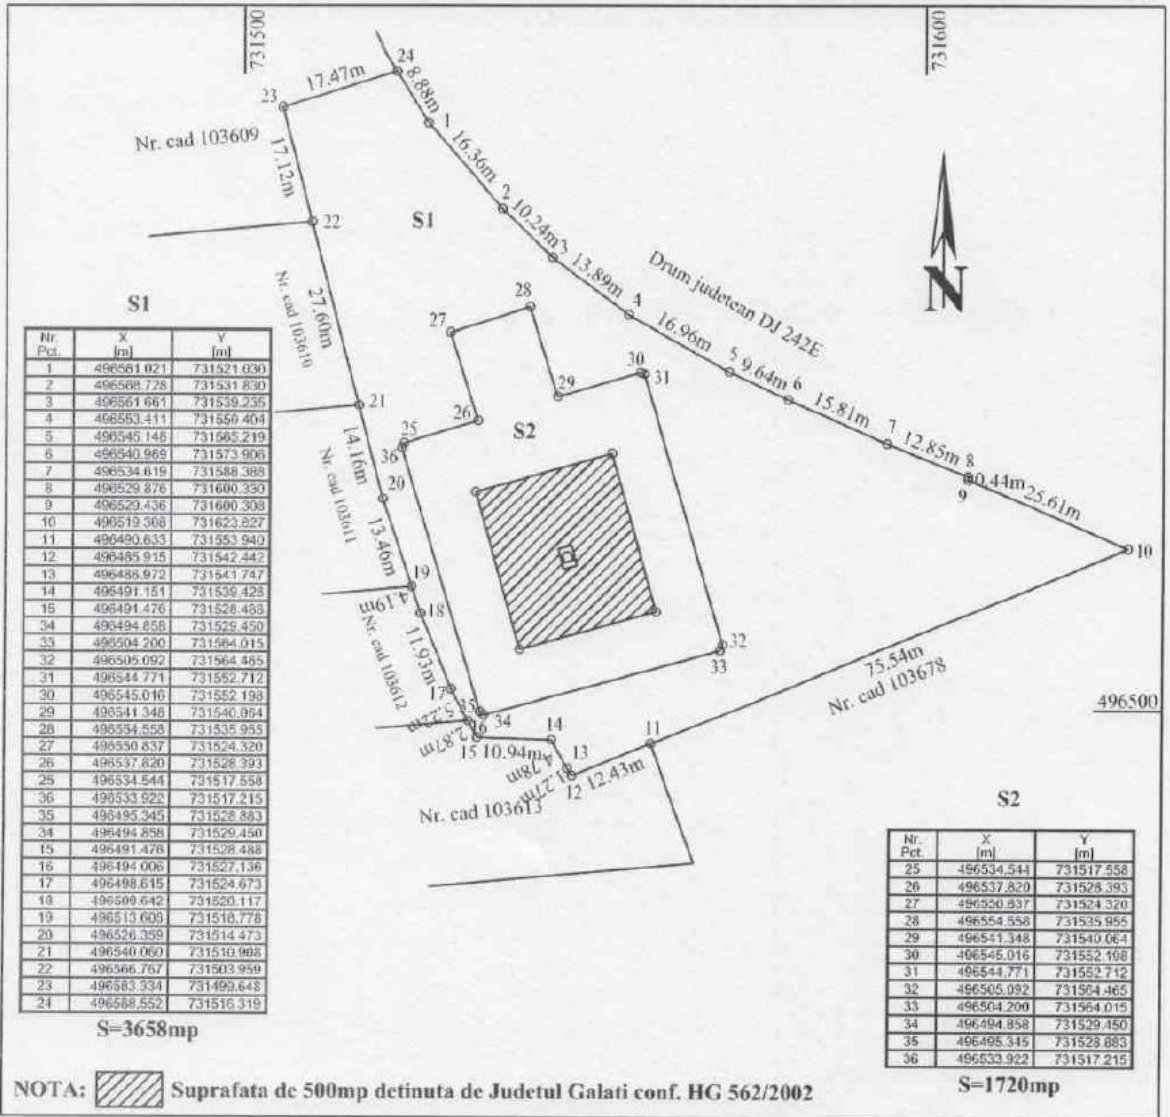 731500
731600
24
17.47m
8.88m
23
1
Nr. cad 103609
17.12m
16.36m
2
10.24m
22
S1
3
13.89m
Drum judetean DJ 242E
N
27.60m
Nr. cad 103610
28
4
27
16.96m
5
9.64m
6
30
31
15.81m
29
21
26
7
12.85m
25
S2
36
8
0.44m
9
25.61m
14.16m
20
Nr. cad 103611
10
13.46m
19
4.19m
18
11.93m
Nr. cad 103612
32
33
75.54m
Nr. cad 103678
17
35
34
5.22m
2.87m
496500
15
10.94m
14
11
4.78m
13
1.27m
12
12.43m
Nr. cad 103613
S1
Nr. Pct. X [m] Y [m]
1 496581.021 731521.030
2 496568.728 731531.830
3 496561.661 731539.235
4 496553.411 731550.404
5 496545.148 731565.219
6 496540.969 731573.906
7 496534.619 731588.388
8 496529.876 731600.330
9 496529.436 731600.308
10 496519.308 731623.827
11 496490.633 731553.940
12 496485.915 731542.442
13 496486.972 731541.747
14 496491.151 731539.428
15 496491.476 731528.488
34 496494.858 731529.450
33 496504.200 731564.015
32 496505.092 731564.465
31 496544.771 731552.712
30 496545.016 731552.198
29 496541.348 731540.064
28 496554.558 731535.955
27 496550.837 731524.320
26 496537.820 731528.393
25 496534.544 731517.558
36 496533.922 731517.215
35 496495.345 731528.883
34 496494.858 731529.450
15 496491.476 731528.488
16 496494.006 731527.136
17 496498.615 731524.673
18 496509.642 731520.117
19 496513.608 731518.778
20 496526.359 731514.473
21 496540.060 731510.908
22 496566.767 731503.959
23 496583.334 731499.648
24 496588.552 731516.319
S=3658mp
S2
Nr. Pct. X [m] Y [m]
25 496534.544 731517.558
26 496537.820 731528.393
27 496550.837 731524.320
28 496554.558 731535.955
29 496541.348 731540.064
30 496545.016 731552.198
31 496544.771 731552.712
32 496505.092 731564.465
33 496504.200 731564.015
34 496494.858 731529.450
35 496495.345 731528.883
36 496533.922 731517.215
S=1720mp
NOTA: Suprafata de 500mp detinuta de Judetul Galati conf. HG 562/2002